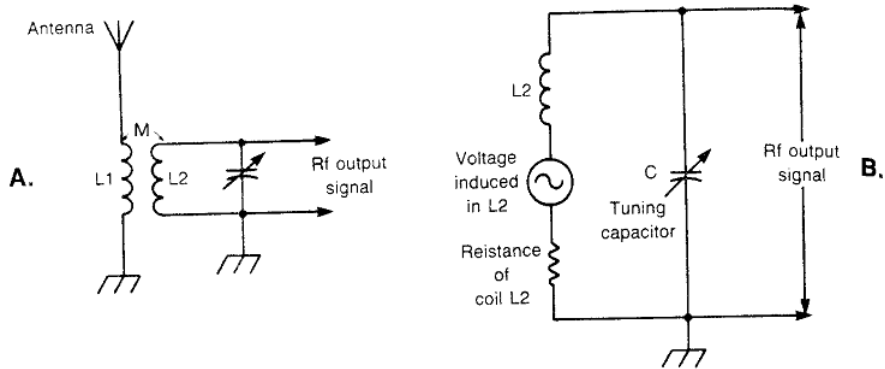 Antenna
M
A.
L1
L2
Rf output
signal
L2
Voltage
induced
in L2
Reistance
of
coil L2
C
Tuning
capacitor
Rf output
signal
B.